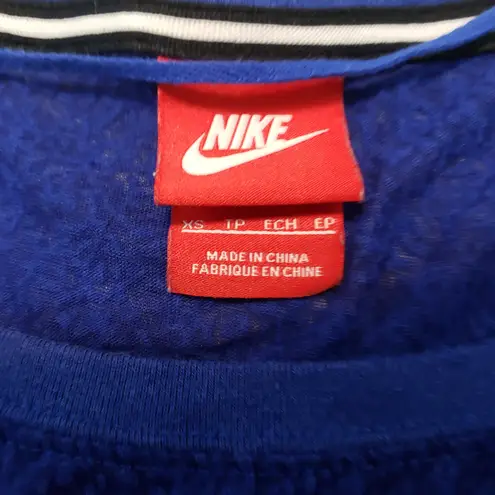 NIKE
XS TP ECH EP
MADE IN CHINA
FABRIQUE EN CHINE